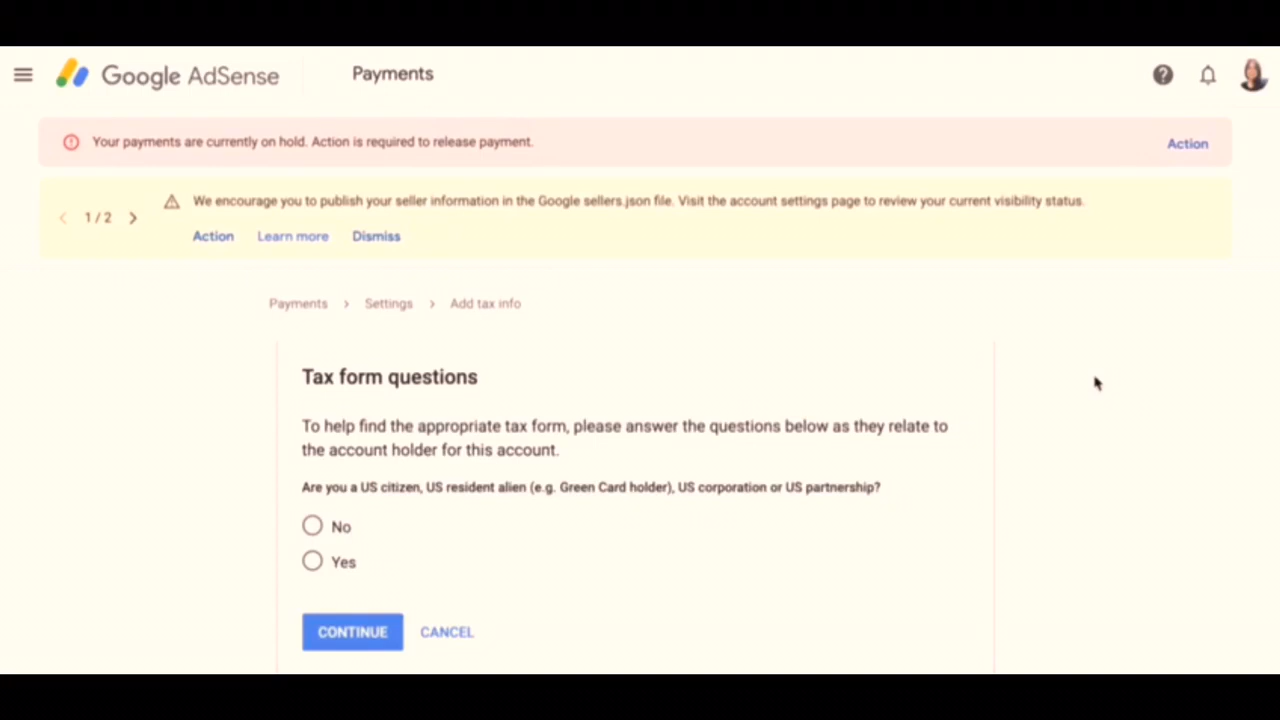 Google AdSense
Payments
Your payments are currently on hold. Action is required to release payment.
Action
1 / 2
We encourage you to publish your seller information in the Google sellers.json file. Visit the account settings page to review your current visibility status.
Action Learn more Dismiss
Payments > Settings > Add tax info
Tax form questions
To help find the appropriate tax form, please answer the questions below as they relate to
the account holder for this account.
Are you a US citizen, US resident alien (e.g. Green Card holder), US corporation or US partnership?
No
Yes
CONTINUE CANCEL